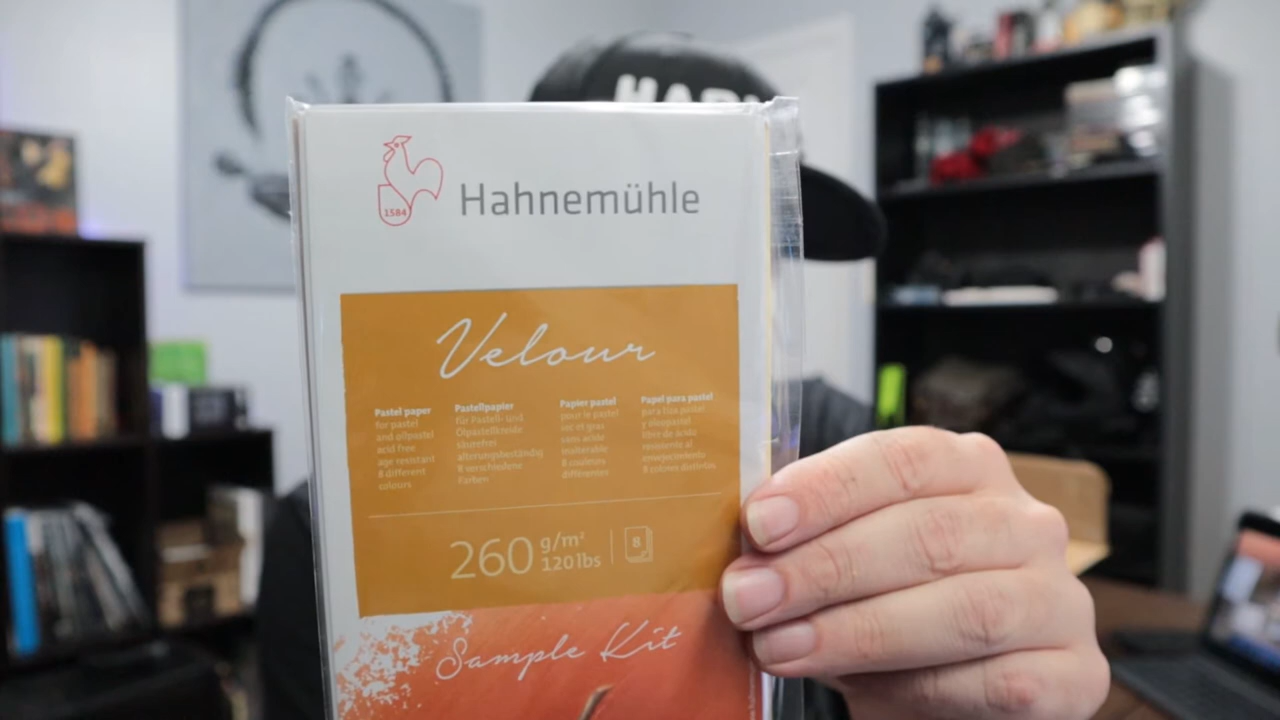 HARL
1584
Hahnemühle
Velour
Pastel paper
for pastel
and oilpastel
acid free
age resistant
8 different
colours
Pastellpapier
für Pastell- und
Ölpastellkreide
säurefrei
alterungsbeständig
8 verschiedene
Farben
Papier pastel
pour le pastel
sec et gras
sans acide
inaltérable
8 couleurs
différentes
Papel para pastel
para tiza pastel
y óleopastel
libre de ácido
resistente al
envejecimiento
8 colores distintos
260 g/m²
120 lbs
8
Sample Kit